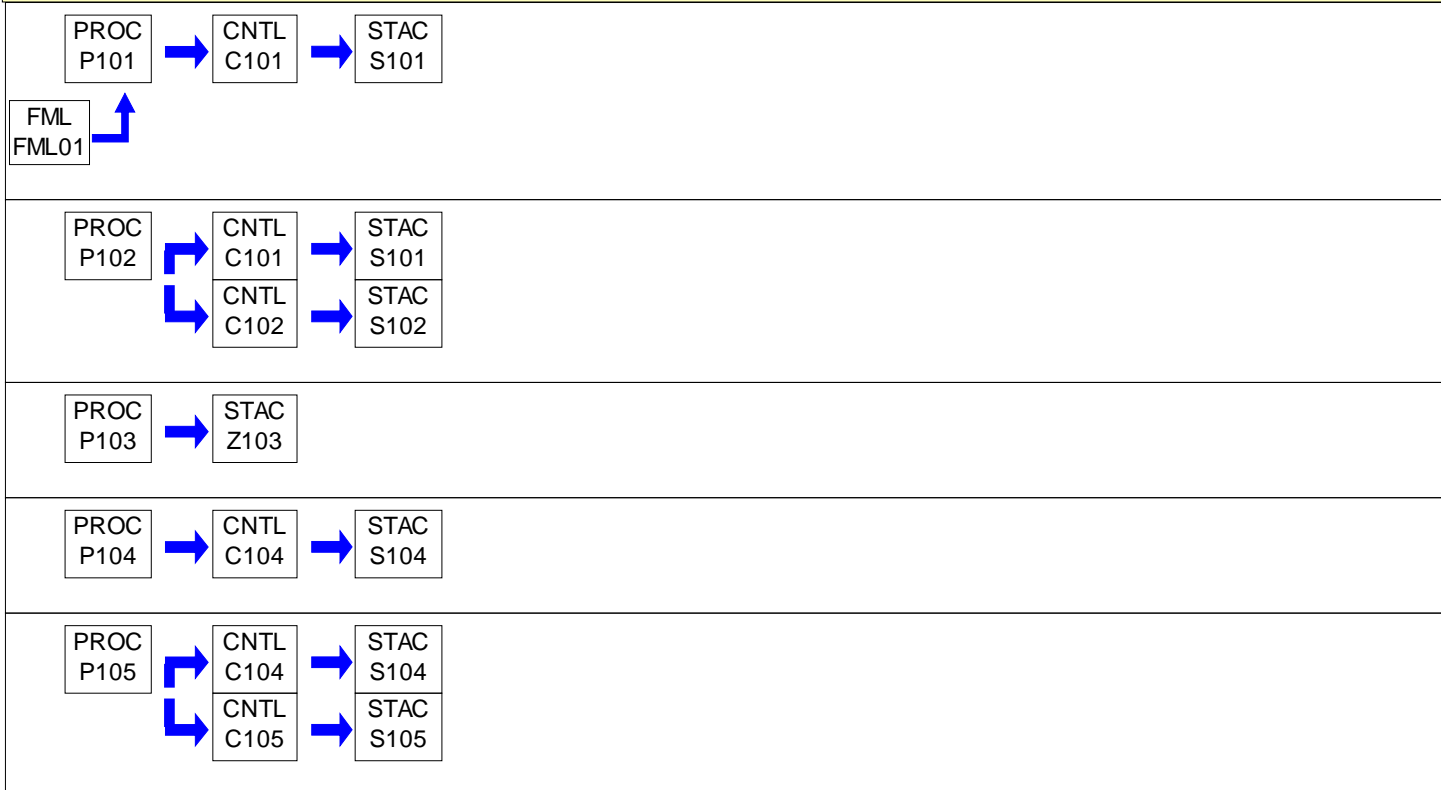 PROC
P101
CNTL
C101
STAC
S101
FML
FML01
PROC
P102
CNTL
C101
STAC
S101
CNTL
C102
STAC
S102
PROC
P103
STAC
Z103
PROC
P104
CNTL
C104
STAC
S104
PROC
P105
CNTL
C104
STAC
S104
CNTL
C105
STAC
S105